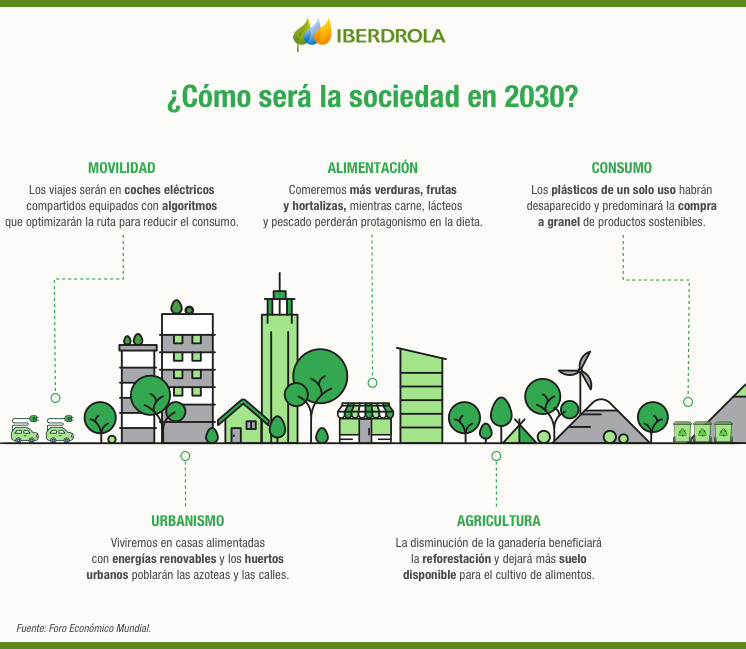 IBERDROLA
¿Cómo será la sociedad en 2030?
MOVILIDAD
Los viajes serán en coches eléctricos
compartidos equipados con algoritmos
que optimizarán la ruta para reducir el consumo.
ALIMENTACIÓN
Comeremos más verduras, frutas
y hortalizas, mientras carne, lácteos
y pescado perderán protagonismo en la dieta.
CONSUMO
Los plásticos de un solo uso habrán
desaparecido y predominará la compra
a granel de productos sostenibles.
URBANISMO
Viviremos en casas alimentadas
con energías renovables y los huertos
urbanos poblarán las azoteas y las calles.
AGRICULTURA
La disminución de la ganadería beneficiará
la reforestación y dejará más suelo
disponible para el cultivo de alimentos.
Fuente: Foro Económico Mundial.